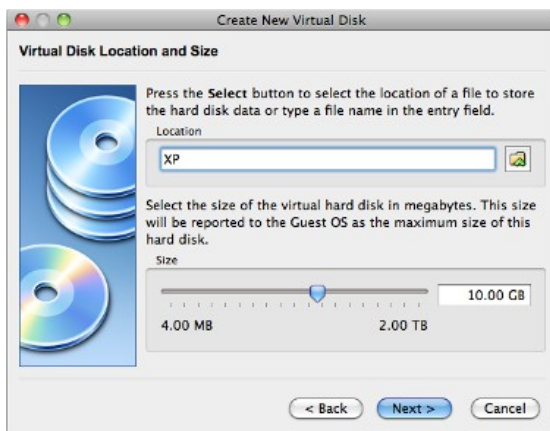 Create New Virtual Disk
Virtual Disk Location and Size
Press the Select button to select the location of a file to store
the hard disk data or type a file name in the entry field.
Location
XP
Select the size of the virtual hard disk in megabytes. This size
will be reported to the Guest OS as the maximum size of this
hard disk.
Size
10.00 GB
4.00 MB 2.00 TB
< Back Next > Cancel